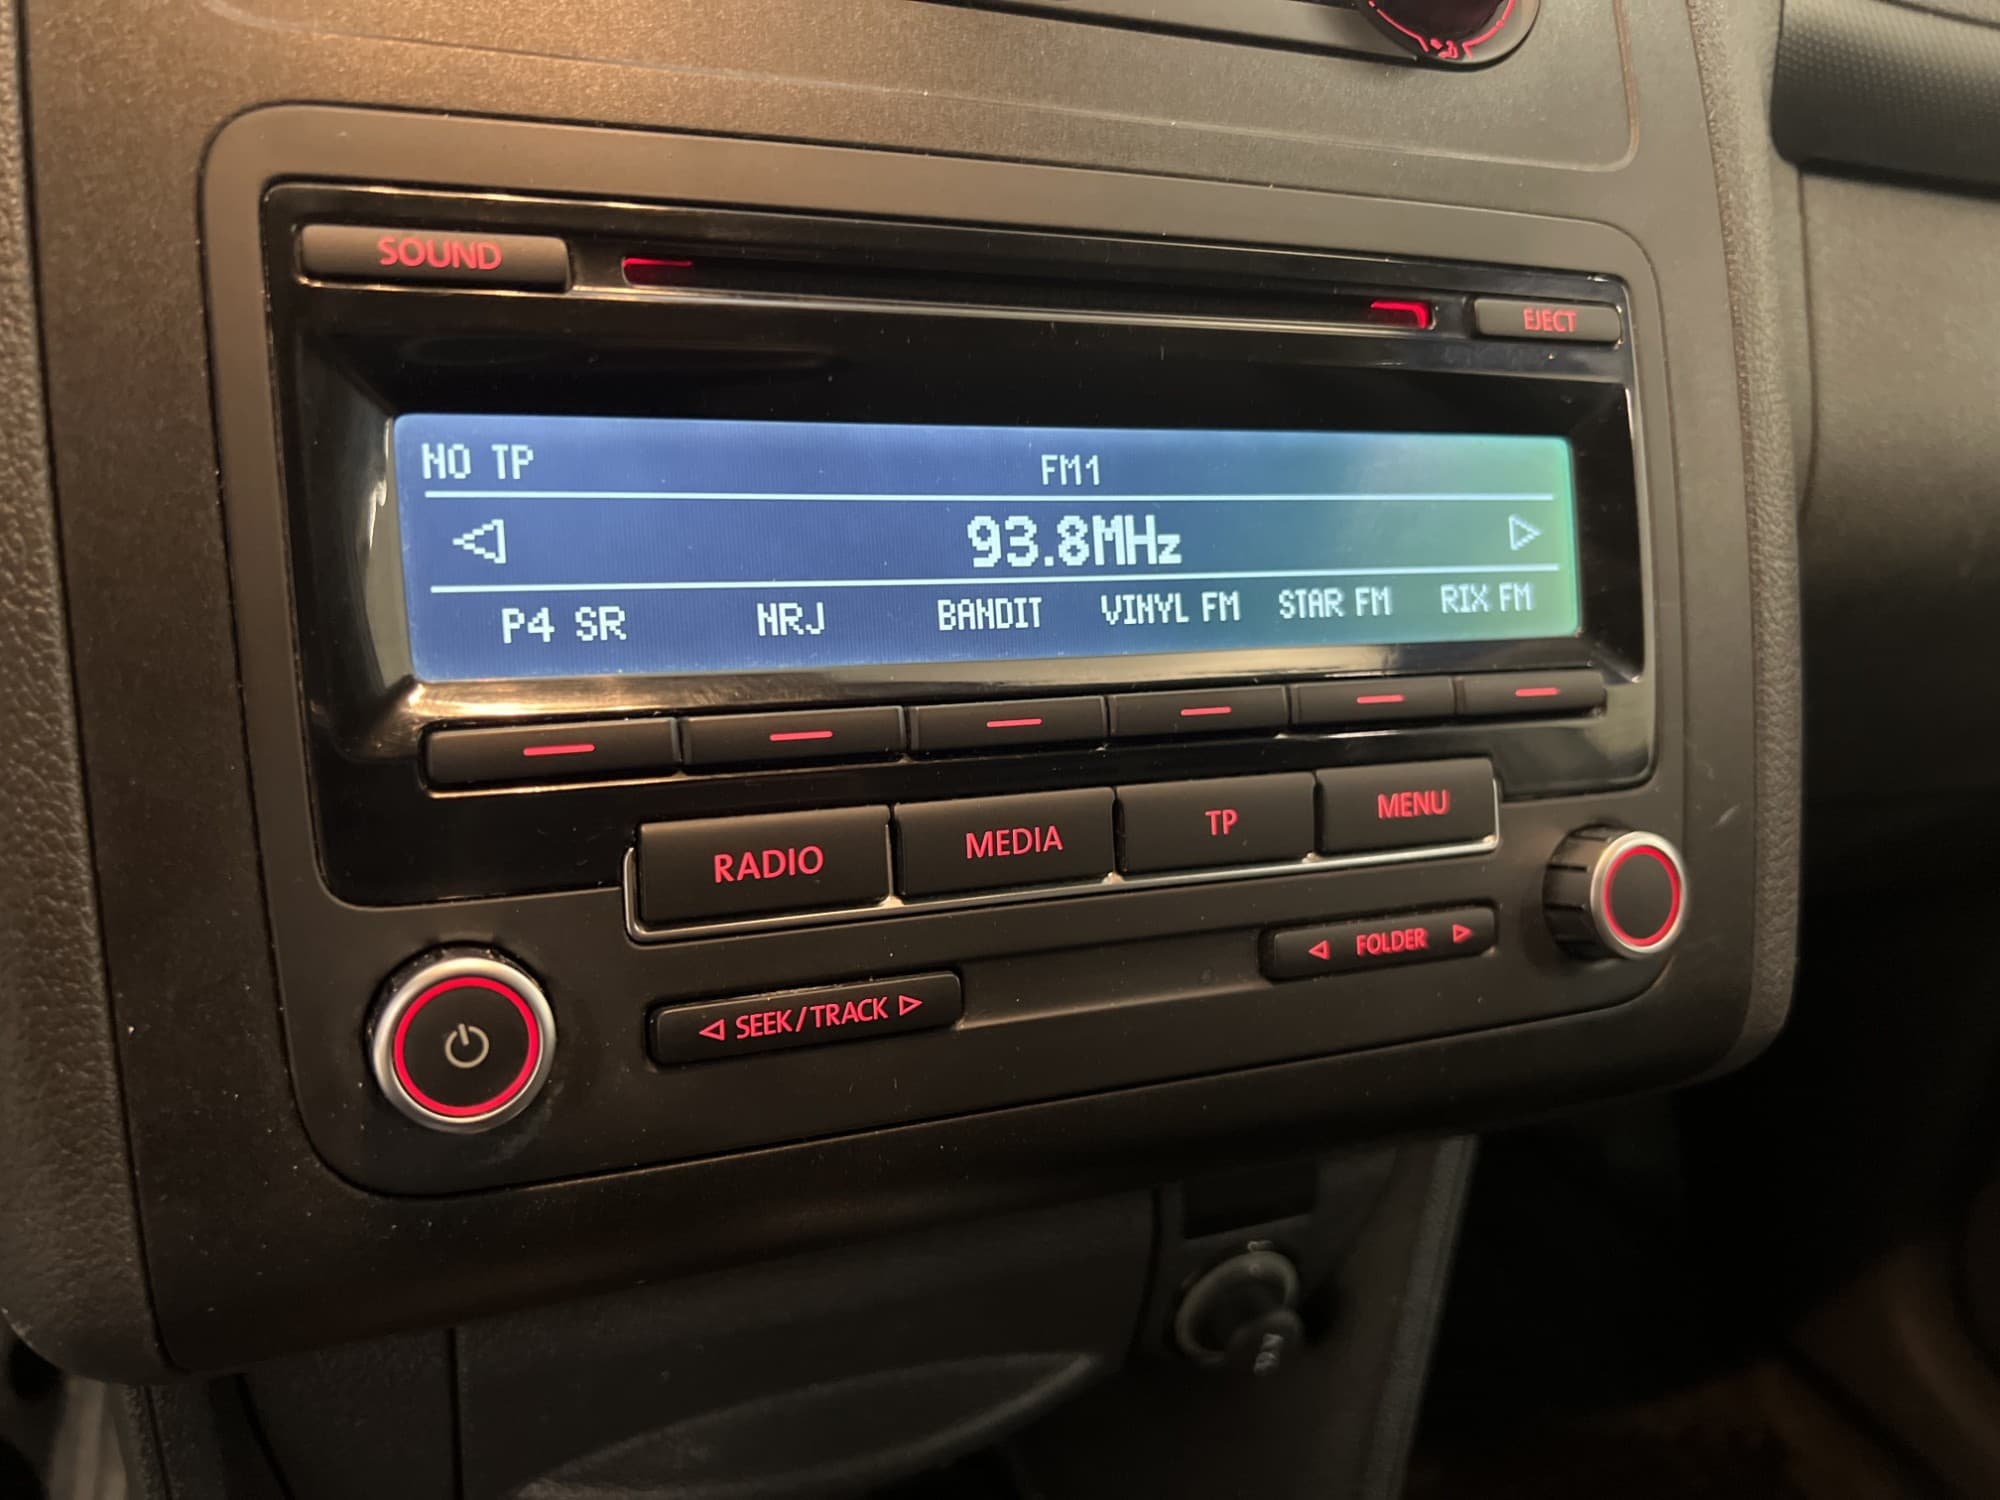 SOUND
EJECT
NO TP FM1
93.8MHz
P4 SR NRJ BANDIT VINYL FM STAR FM RIX FM
RADIO MEDIA TP MENU
SEEK/TRACK FOLDER